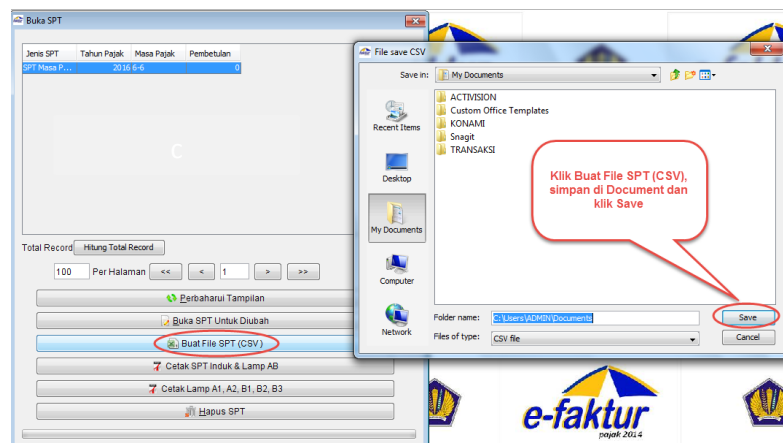 Buka SPT
Jenis SPT Tahun Pajak Masa Pajak Pembetulan
SPT Masa P... 2016 6-6 0
C
Total Record Hitung Total Record
100 Per Halaman << < 1 > >>
Perbaharui Tampilan
Buka SPT Untuk Diubah
Buat File SPT (CSV)
Cetak SPT Induk & Lamp AB
Cetak Lamp A1, A2, B1, B2, B3
Hapus SPT
File save CSV
Save in: My Documents
Recent Items
Desktop
My Documents
Computer
Network
ACTIVISION
Custom Office Templates
KONAMI
Snagit
TRANSAKSI
Klik Buat File SPT (CSV),
simpan di Document dan
klik Save
Folder name: C:\Users\ADMIN\Documents Save
Files of type: CSV file Cancel
e-faktur
pajak 2014